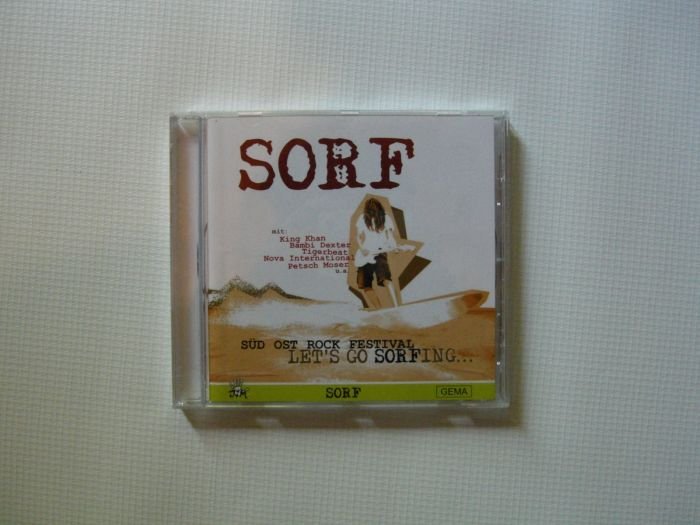 SORF
mit:
King Khan
Bambi Dexter
Tigerbeat
Nova International
Petsch Moser
u.a.
SÜD OST ROCK FESTIVAL
LET'S GO SORFING...
SORF
GEMA